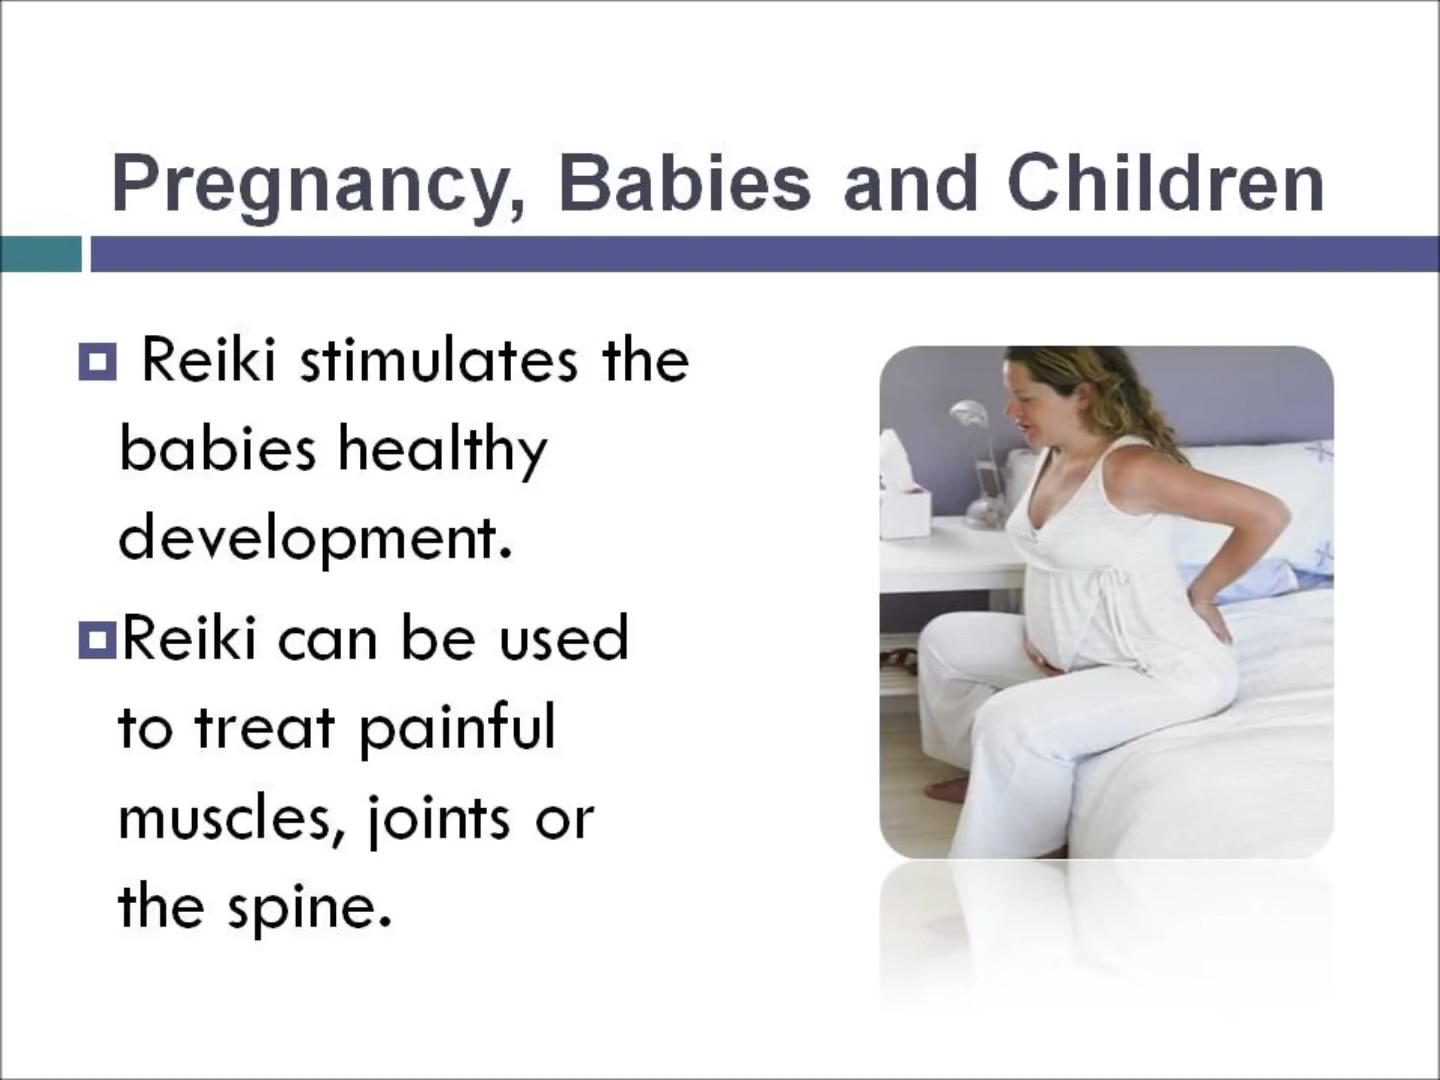 Pregnancy, Babies and Children
Reiki stimulates the
babies healthy
development.
Reiki can be used
to treat painful
muscles, joints or
the spine.